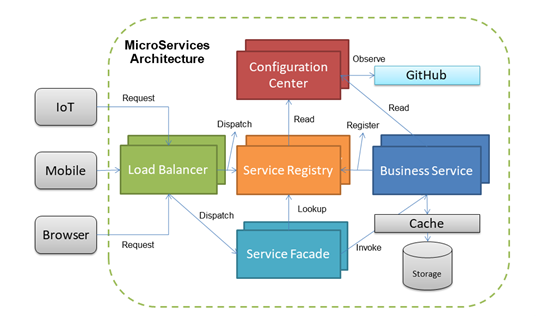 MicroServices
Architecture
Configuration
Center
Observe
GitHub
IoT
Request
Read
Read
Dispatch
Register
Mobile
Load Balancer
Service Registry
Business Service
Browser
Request
Dispatch
Lookup
Cache
Service Facade
Invoke
Storage